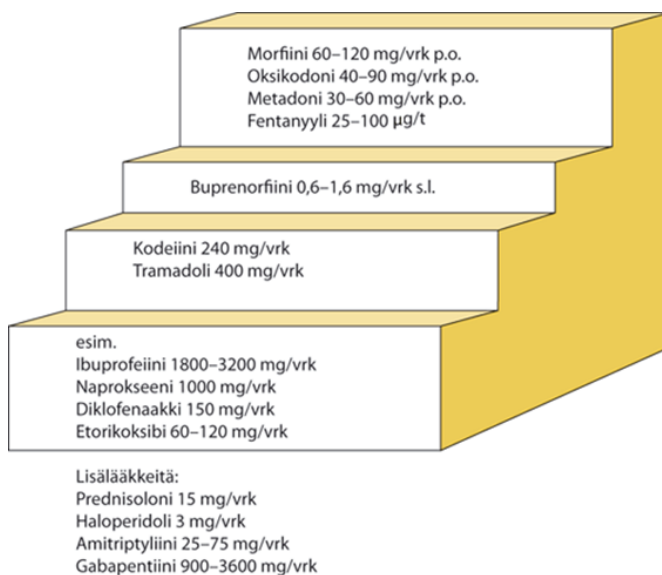 Morfiini 60–120 mg/vrk p.o.
Oksikodoni 40–90 mg/vrk p.o.
Metadoni 30–60 mg/vrk p.o.
Fentanyyli 25–100 µg/t
Buprenorfiini 0,6–1,6 mg/vrk s.l.
Kodeiini 240 mg/vrk
Tramadoli 400 mg/vrk
esim.
Ibuprofeiini 1800–3200 mg/vrk
Naprokseeni 1000 mg/vrk
Diklofenaakki 150 mg/vrk
Etorikoksibi 60–120 mg/vrk
Lisälääkkeitä:
Prednisoloni 15 mg/vrk
Haloperidoli 3 mg/vrk
Amitriptyliini 25–75 mg/vrk
Gabapentiini 900–3600 mg/vrk